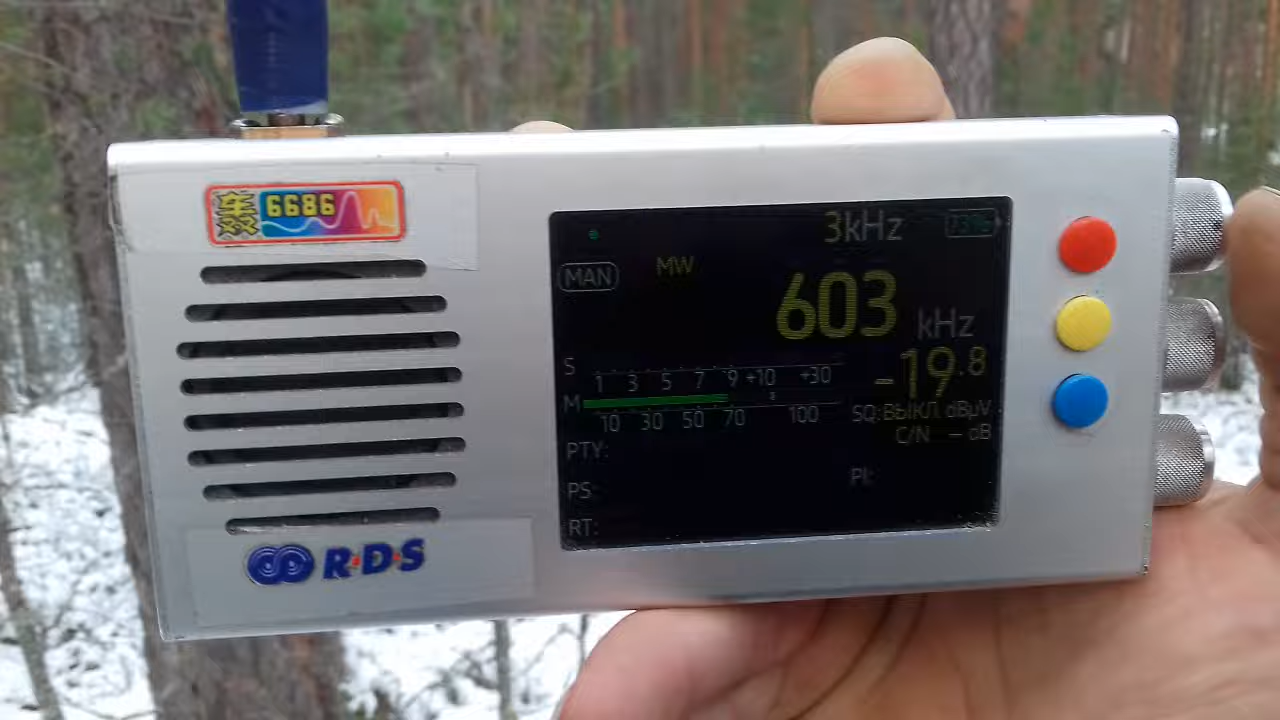 6686
R·D·S
3kHz 73%
MAN MW
603 kHz
-19.8
S 1 3 5 7 9 +10 +30
M 10 30 50 70 100
SQ:ВЫКЛ dBµV
C/N – dB
PTY:
PS: PI:
RT: